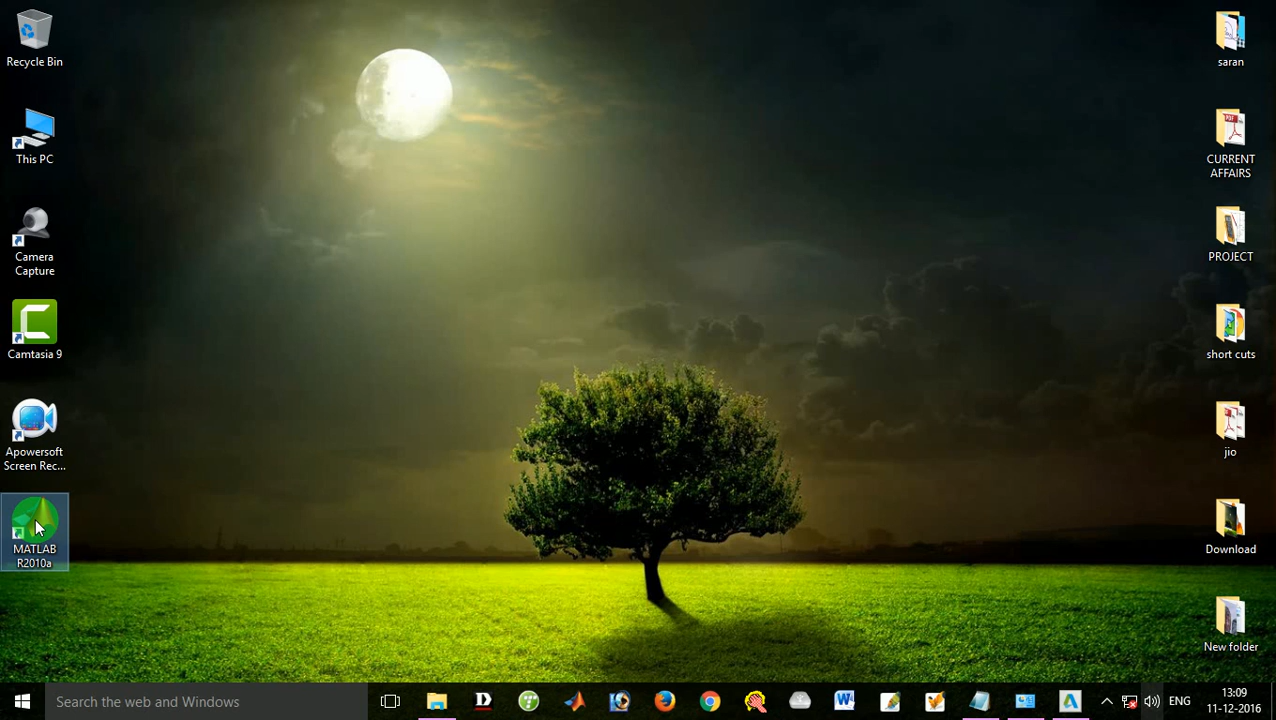 Recycle Bin
This PC
Camera
Capture
Camtasia 9
Apowersoft
Screen Rec...
MATLAB
R2010a
saran
CURRENT
AFFAIRS
PROJECT
short cuts
jio
Download
New folder
Search the web and Windows
ENG
13:09
11-12-2016